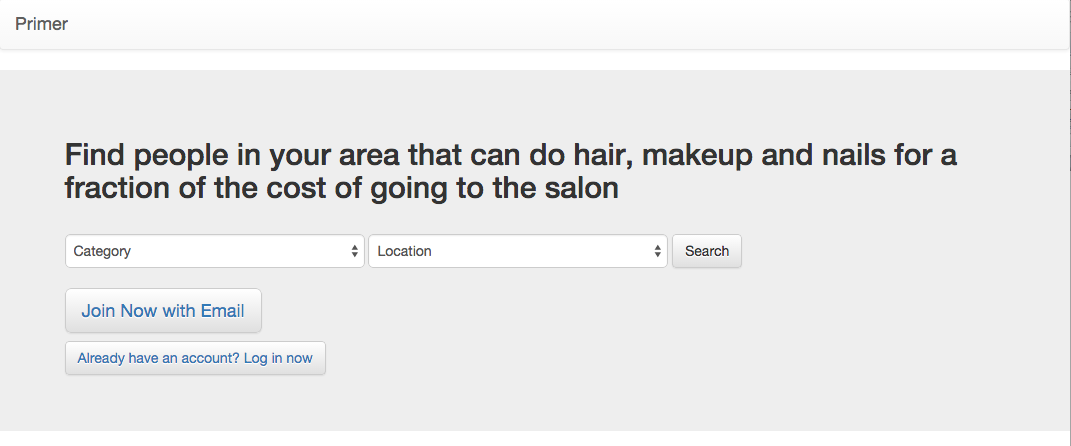 Primer
Find people in your area that can do hair, makeup and nails for a
fraction of the cost of going to the salon
Category Location Search
Join Now with Email
Already have an account? Log in now